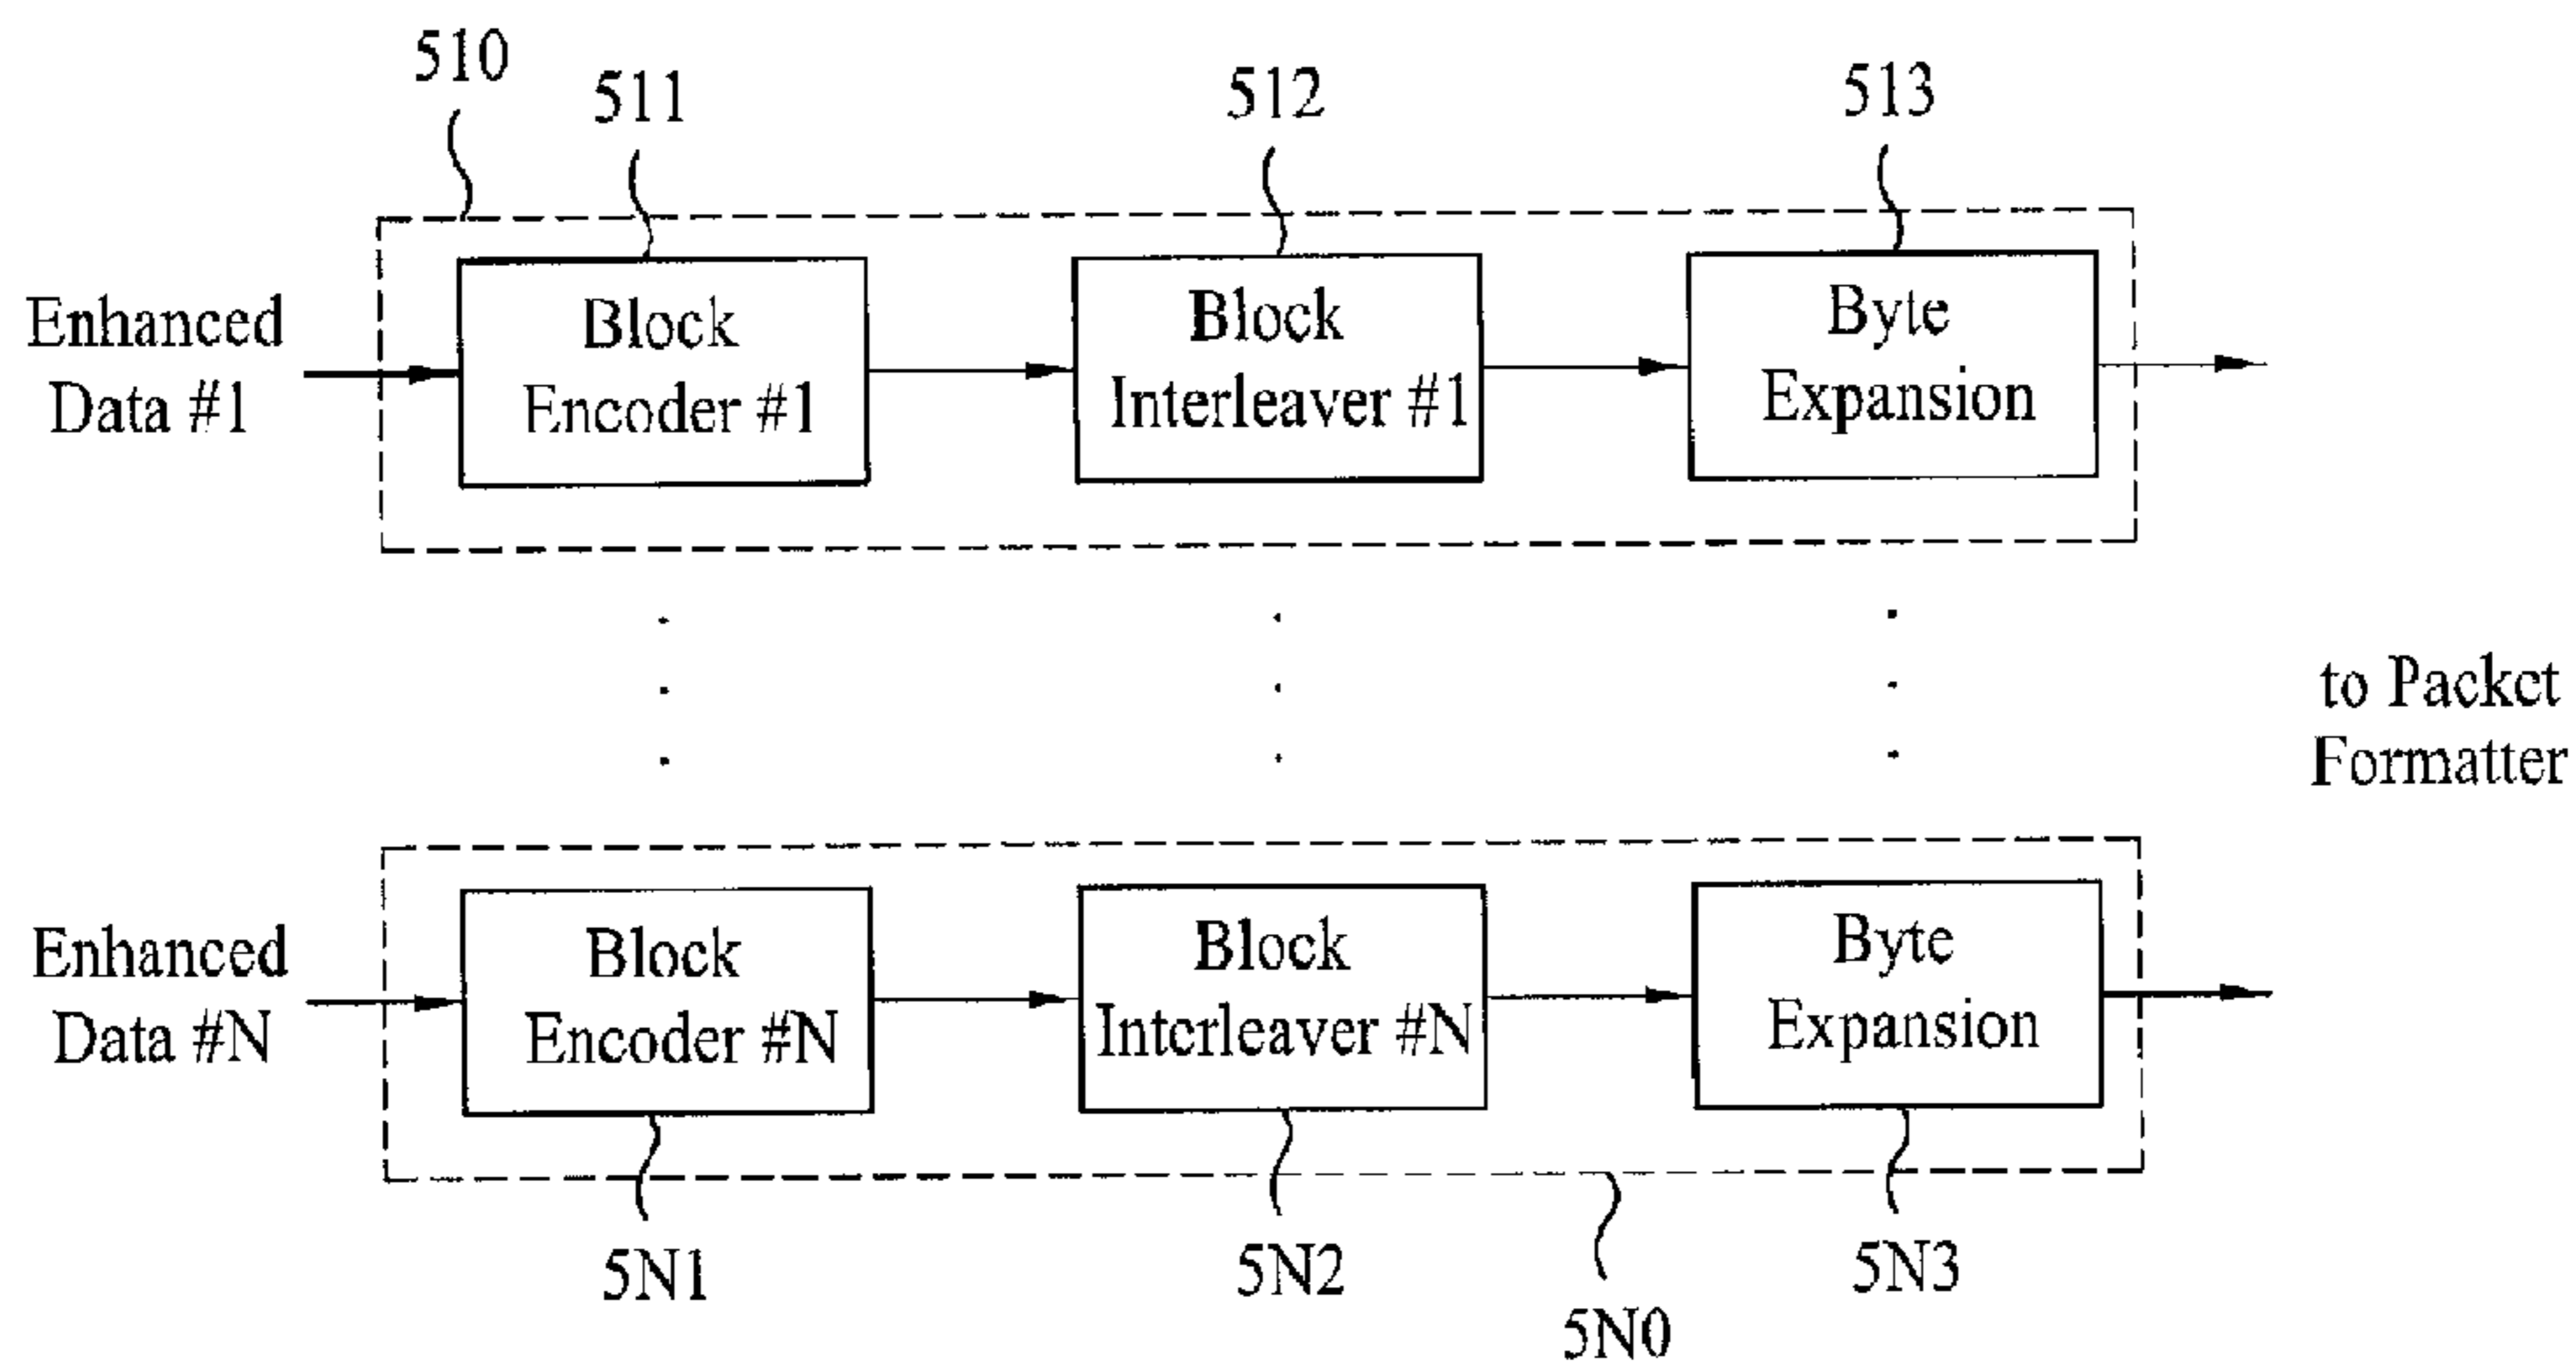 510
511
512
513
Enhanced
Data #1
Block
Encoder #1
Block
Interleaver #1
Byte
Expansion
to Packet
Formatter
Enhanced
Data #N
Block
Encoder #N
Block
Interleaver #N
Byte
Expansion
5N1
5N2
5N3
5N0